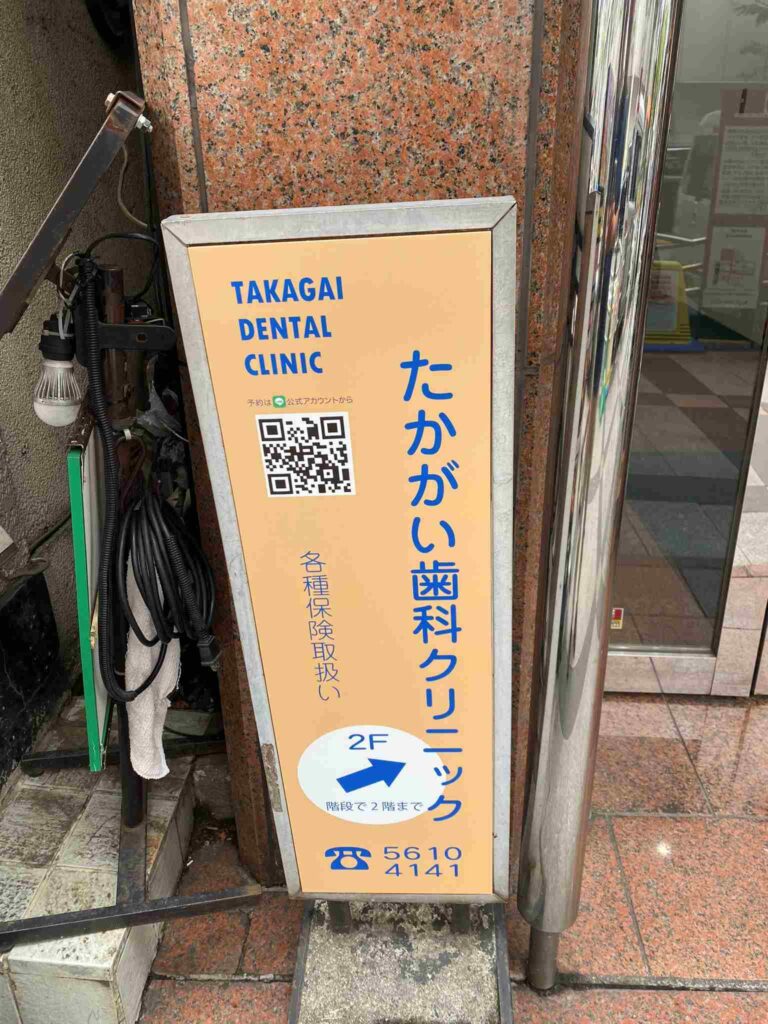 TAKAGAI
DENTAL
CLINIC
予約は公式アカウントから
たかがい歯科クリニック
各種保険取扱い
2F
階段で2階まで
5610
4141